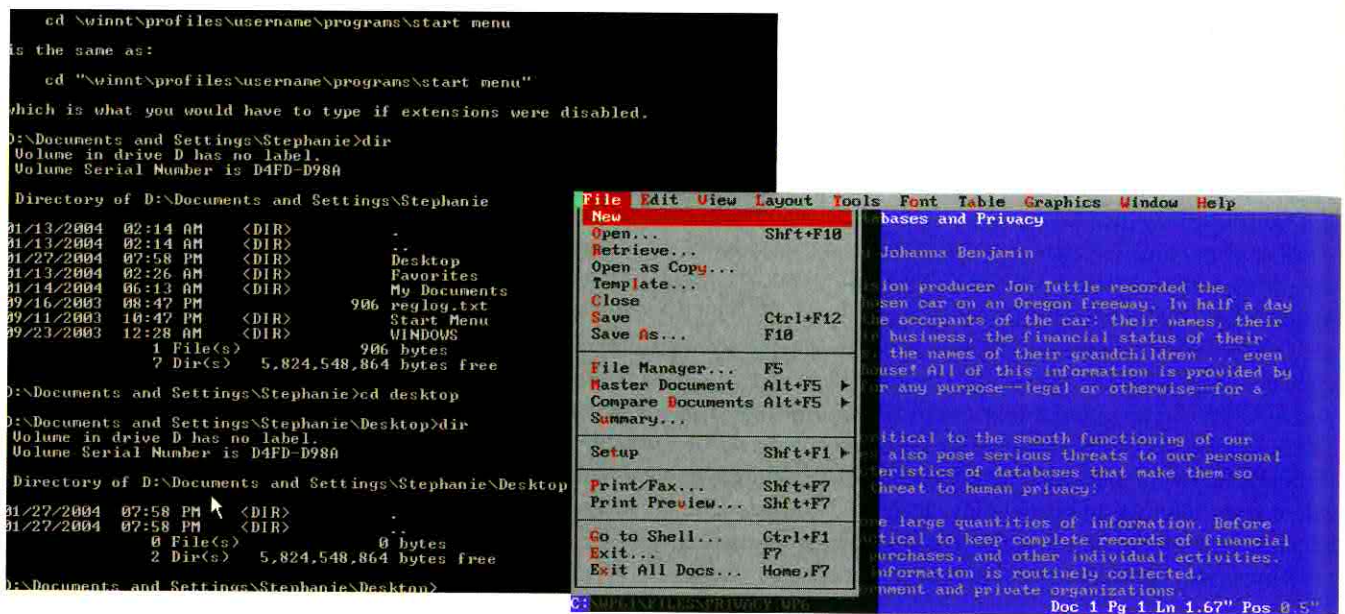 cd \winnt\profiles\username\programs\start menu
is the same as:
cd "\winnt\profiles\username\programs\start menu"
which is what you would have to type if extensions were disabled.
D:\Documents and Settings\Stephanie>dir
Volume in drive D has no label.
Volume Serial Number is D4FD-D98A
Directory of D:\Documents and Settings\Stephanie
01/13/2004 02:14 AM <DIR> .
01/13/2004 02:14 AM <DIR> ..
01/27/2004 07:58 PM <DIR> Desktop
01/13/2004 02:26 AM <DIR> Favorites
01/14/2004 06:13 AM <DIR> My Documents
09/16/2003 08:47 PM 906 reglog.txt
09/11/2003 10:47 PM <DIR> Start Menu
09/23/2003 12:28 AM <DIR> WINDOWS
1 File(s) 906 bytes
7 Dir(s) 5,824,548,864 bytes free
D:\Documents and Settings\Stephanie>cd desktop
D:\Documents and Settings\Stephanie\Desktop>dir
Volume in drive D has no label.
Volume Serial Number is D4FD-D98A
Directory of D:\Documents and Settings\Stephanie\Desktop
01/27/2004 07:58 PM <DIR> .
01/27/2004 07:58 PM <DIR> ..
0 File(s) 0 bytes
2 Dir(s) 5,824,548,864 bytes free
D:\Documents and Settings\Stephanie\Desktop>
File Edit View Layout Tools Font Table Graphics Window Help
New
Open... Shft+F10
Retrieve...
Open as Copy...
Template...
Close
Save Ctrl+F12
Save As... F10
File Manager... F5
Master Document Alt+F5
Compare Documents Alt+F5
Summary...
Setup Shft+F1
Print/Fax... Shft+F7
Print Preview... Shft+F7
Go to Shell... Ctrl+F1
Exit... F7
Exit All Docs... Home,F7
bases and Privacy
Johanna Benjamin
sion producer Jon Tuttle recorded the
osen car on an Oregon freeway. In half a day
he occupants of the car: their names, their
r business, the financial status of their
, the names of their grandchildren ... even
ouse! All of this information is provided by
or any purpose--legal or otherwise--for a
ritical to the smooth functioning of our
s also pose serious threats to our personal
teristics of databases that make them so
threat to human privacy:
re large quantities of information. Before
ctical to keep complete records of financial
purchases, and other individual activities.
nformation is routinely collected,
rnment and private organizations.
C:\WP61\FILES\PRIVACY.WP6 Doc 1 Pg 1 Ln 1.67" Pos 0.5"